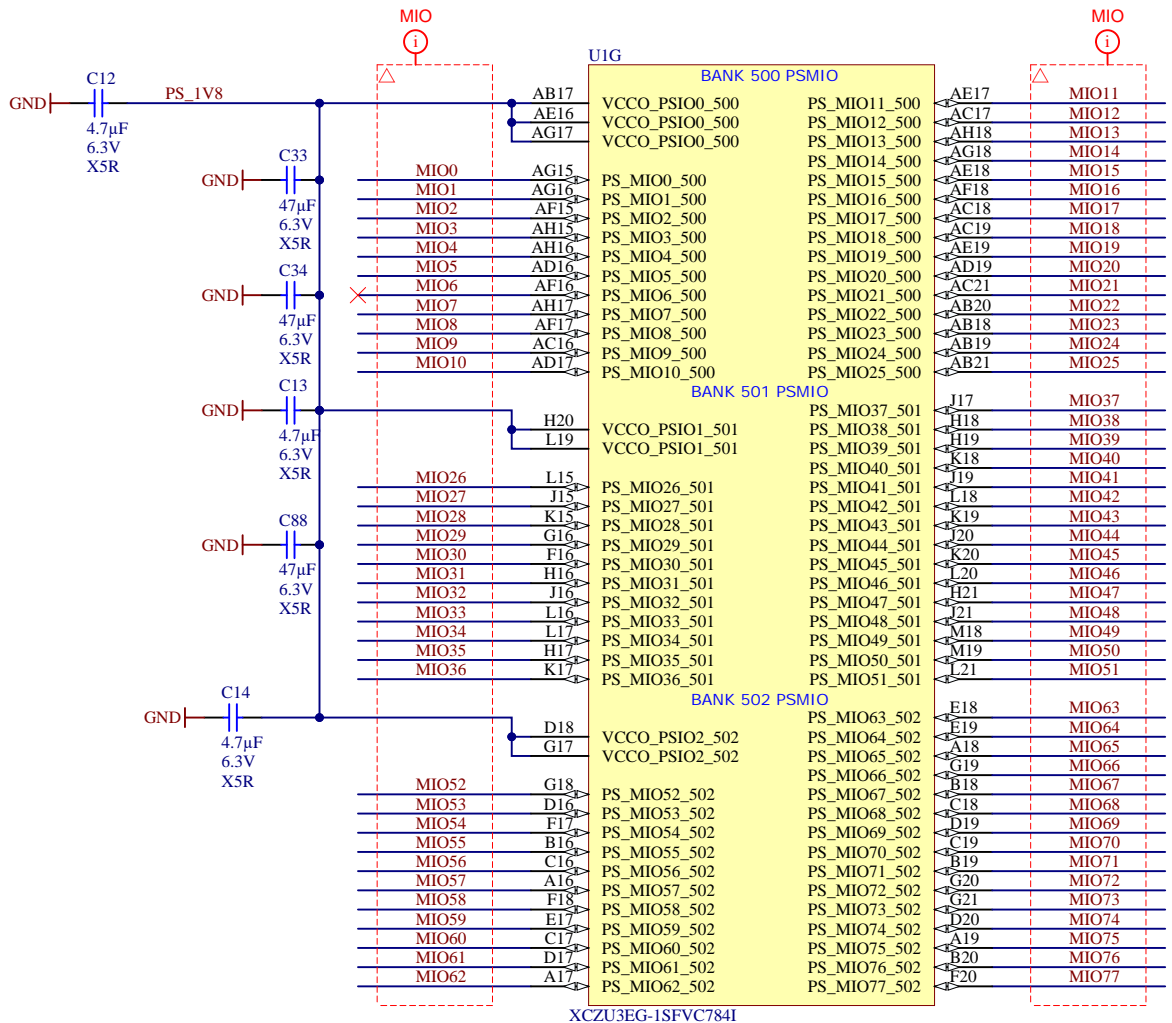 MIO
MIO
i
i
U1G
BANK 500 PSMIO
C12
GND
PS_1V8
4.7µF
6.3V
X5R
AB17 VCCO_PSIO0_500 PS_MIO11_500 AE17 MIO11
AE16 VCCO_PSIO0_500 PS_MIO12_500 AC17 MIO12
AG17 VCCO_PSIO0_500 PS_MIO13_500 AH18 MIO13
PS_MIO14_500 AG18 MIO14
C33
GND
47µF
6.3V
X5R
MIO0 AG15 PS_MIO0_500 PS_MIO15_500 AE18 MIO15
MIO1 AG16 PS_MIO1_500 PS_MIO16_500 AF18 MIO16
MIO2 AF15 PS_MIO2_500 PS_MIO17_500 AC18 MIO17
MIO3 AH15 PS_MIO3_500 PS_MIO18_500 AC19 MIO18
MIO4 AH16 PS_MIO4_500 PS_MIO19_500 AE19 MIO19
MIO5 AD16 PS_MIO5_500 PS_MIO20_500 AD19 MIO20
C34
GND
47µF
6.3V
X5R
MIO6 AF16 PS_MIO6_500 PS_MIO21_500 AC21 MIO21
MIO7 AH17 PS_MIO7_500 PS_MIO22_500 AB20 MIO22
MIO8 AF17 PS_MIO8_500 PS_MIO23_500 AB18 MIO23
MIO9 AC16 PS_MIO9_500 PS_MIO24_500 AB19 MIO24
MIO10 AD17 PS_MIO10_500 PS_MIO25_500 AB21 MIO25
BANK 501 PSMIO
C13
GND
4.7µF
6.3V
X5R
PS_MIO37_501 J17 MIO37
H20 VCCO_PSIO1_501 PS_MIO38_501 H18 MIO38
L19 VCCO_PSIO1_501 PS_MIO39_501 H19 MIO39
PS_MIO40_501 K18 MIO40
MIO26 L15 PS_MIO26_501 PS_MIO41_501 J19 MIO41
MIO27 J15 PS_MIO27_501 PS_MIO42_501 L18 MIO42
MIO28 K15 PS_MIO28_501 PS_MIO43_501 K19 MIO43
C88
GND
47µF
6.3V
X5R
MIO29 G16 PS_MIO29_501 PS_MIO44_501 J20 MIO44
MIO30 F16 PS_MIO30_501 PS_MIO45_501 K20 MIO45
MIO31 H16 PS_MIO31_501 PS_MIO46_501 L20 MIO46
MIO32 J16 PS_MIO32_501 PS_MIO47_501 H21 MIO47
MIO33 L16 PS_MIO33_501 PS_MIO48_501 J21 MIO48
MIO34 L17 PS_MIO34_501 PS_MIO49_501 M18 MIO49
MIO35 H17 PS_MIO35_501 PS_MIO50_501 M19 MIO50
MIO36 K17 PS_MIO36_501 PS_MIO51_501 L21 MIO51
BANK 502 PSMIO
C14
GND
4.7µF
6.3V
X5R
PS_MIO63_502 E18 MIO63
D18 VCCO_PSIO2_502 PS_MIO64_502 E19 MIO64
G17 VCCO_PSIO2_502 PS_MIO65_502 A18 MIO65
PS_MIO66_502 G19 MIO66
MIO52 G18 PS_MIO52_502 PS_MIO67_502 B18 MIO67
MIO53 D16 PS_MIO53_502 PS_MIO68_502 C18 MIO68
MIO54 F17 PS_MIO54_502 PS_MIO69_502 D19 MIO69
MIO55 B16 PS_MIO55_502 PS_MIO70_502 C19 MIO70
MIO56 C16 PS_MIO56_502 PS_MIO71_502 B19 MIO71
MIO57 A16 PS_MIO57_502 PS_MIO72_502 G20 MIO72
MIO58 F18 PS_MIO58_502 PS_MIO73_502 G21 MIO73
MIO59 E17 PS_MIO59_502 PS_MIO74_502 D20 MIO74
MIO60 C17 PS_MIO60_502 PS_MIO75_502 A19 MIO75
MIO61 D17 PS_MIO61_502 PS_MIO76_502 B20 MIO76
MIO62 A17 PS_MIO62_502 PS_MIO77_502 F20 MIO77
XCZU3EG-1SFVC784I